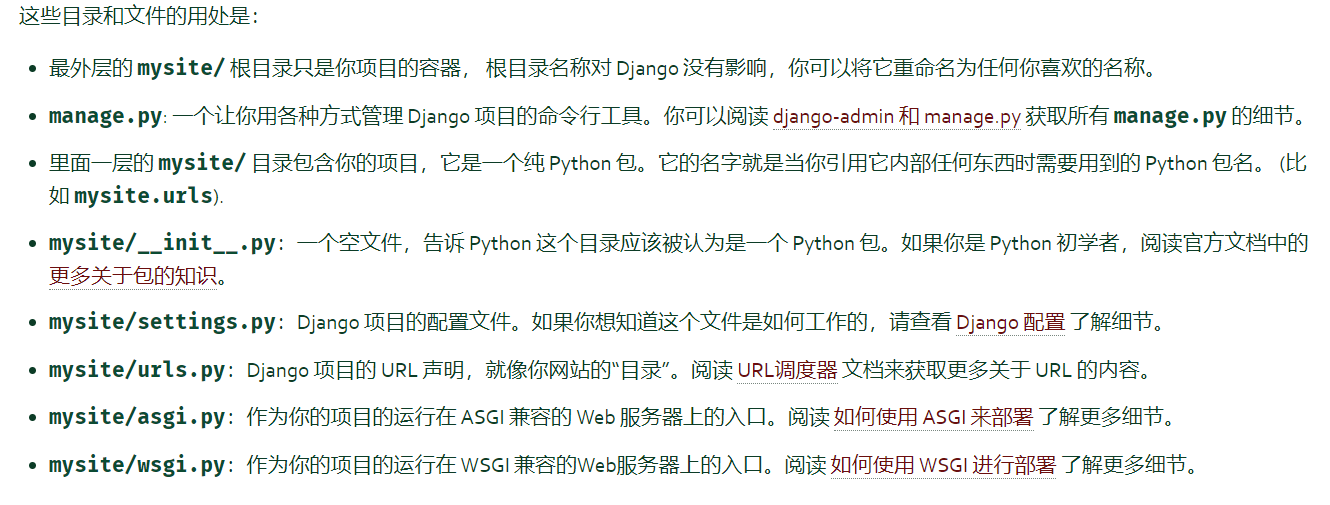 这些目录和文件的用处是：
• 最外层的 mysite/ 根目录只是你项目的容器， 根目录名称对 Django 没有影响，你可以将它重命名为任何你喜欢的名称。
• manage.py: 一个让你用各种方式管理 Django 项目的命令行工具。你可以阅读 django-admin 和 manage.py 获取所有 manage.py 的细节。
• 里面一层的 mysite/ 目录包含你的项目，它是一个纯 Python 包。它的名字就是当你引用它内部任何东西时需要用到的 Python 包名。 (比
如 mysite.urls).
• mysite/__init__.py：一个空文件，告诉 Python 这个目录应该被认为是一个 Python 包。如果你是 Python 初学者，阅读官方文档中的
更多关于包的知识。
• mysite/settings.py：Django 项目的配置文件。如果你想知道这个文件是如何工作的，请查看 Django 配置 了解细节。
• mysite/urls.py：Django 项目的 URL 声明，就像你网站的“目录”。阅读 URL调度器 文档来获取更多关于 URL 的内容。
• mysite/asgi.py：作为你的项目的运行在 ASGI 兼容的 Web 服务器上的入口。阅读 如何使用 ASGI 来部署 了解更多细节。
• mysite/wsgi.py：作为你的项目的运行在 WSGI 兼容的Web服务器上的入口。阅读 如何使用 WSGI 进行部署 了解更多细节。